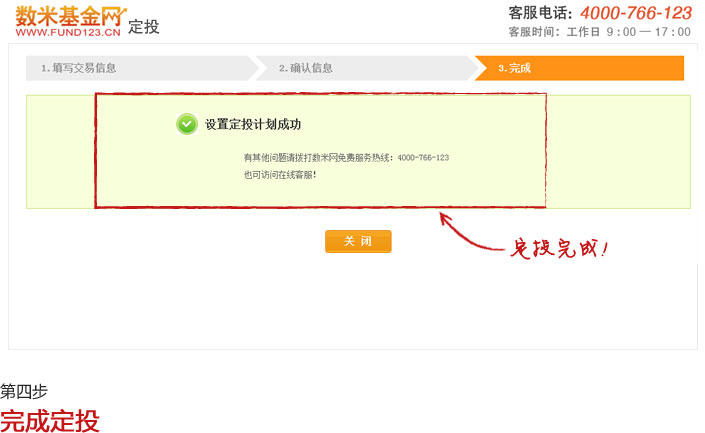 数米基金网
WWW.FUND123.CN
定投
客服电话：4000-766-123
客服时间：工作日 9:00—17:00
1.填写交易信息
2.确认信息
3.完成
设置定投计划成功
有其他问题请拨打数米网免费服务热线：4000-766-123
也可访问在线客服！
关 闭
定投完成！
第四步
完成定投